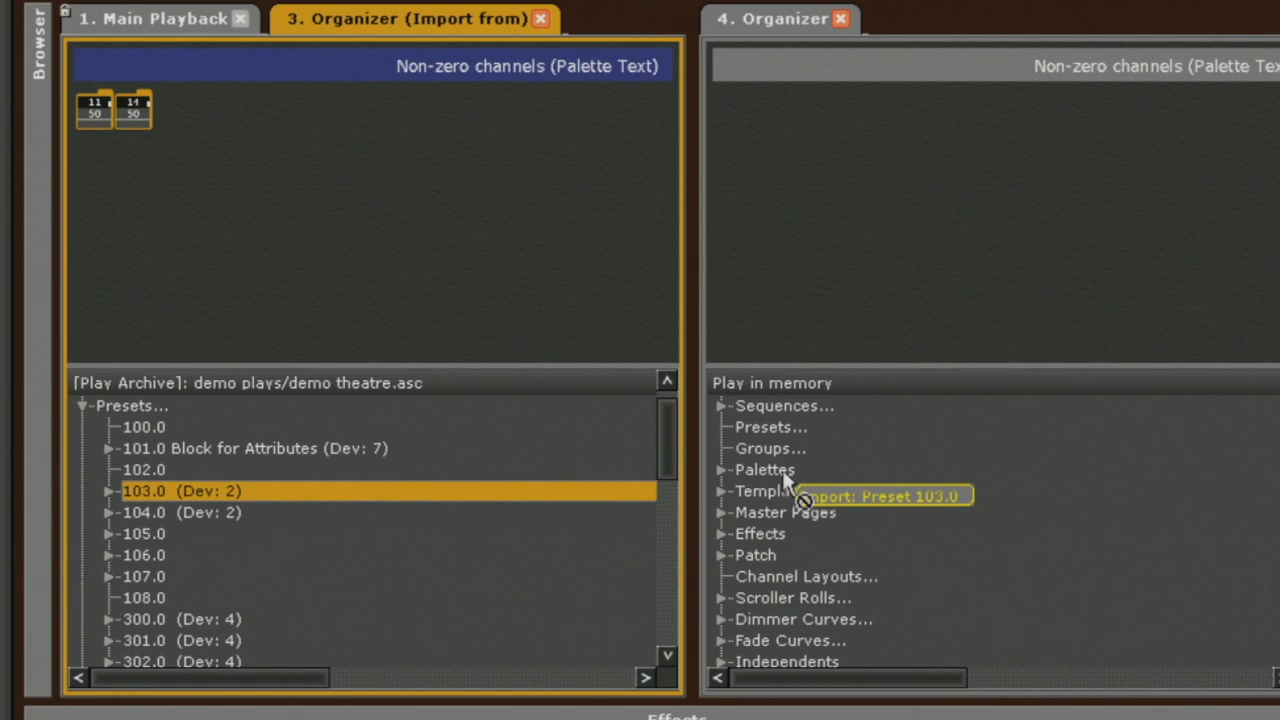 Browser
1. Main Playback
3. Organizer (Import from)
4. Organizer
Non-zero channels (Palette Text)
11 14
50 50
[Play Archive]: demo plays/demo theatre.asc
Presets...
100.0
101.0 Block for Attributes (Dev: 7)
102.0
103.0 (Dev: 2)
104.0 (Dev: 2)
105.0
106.0
107.0
108.0
300.0 (Dev: 4)
301.0 (Dev: 4)
302.0 (Dev: 4)
Non-zero channels (Palette Tex
Play in memory
Sequences...
Presets...
Groups...
Palettes
Import: Preset 103.0
Master Pages
Effects
Patch
Channel Layouts...
Scroller Rolls...
Dimmer Curves...
Fade Curves...
Independents
Effects